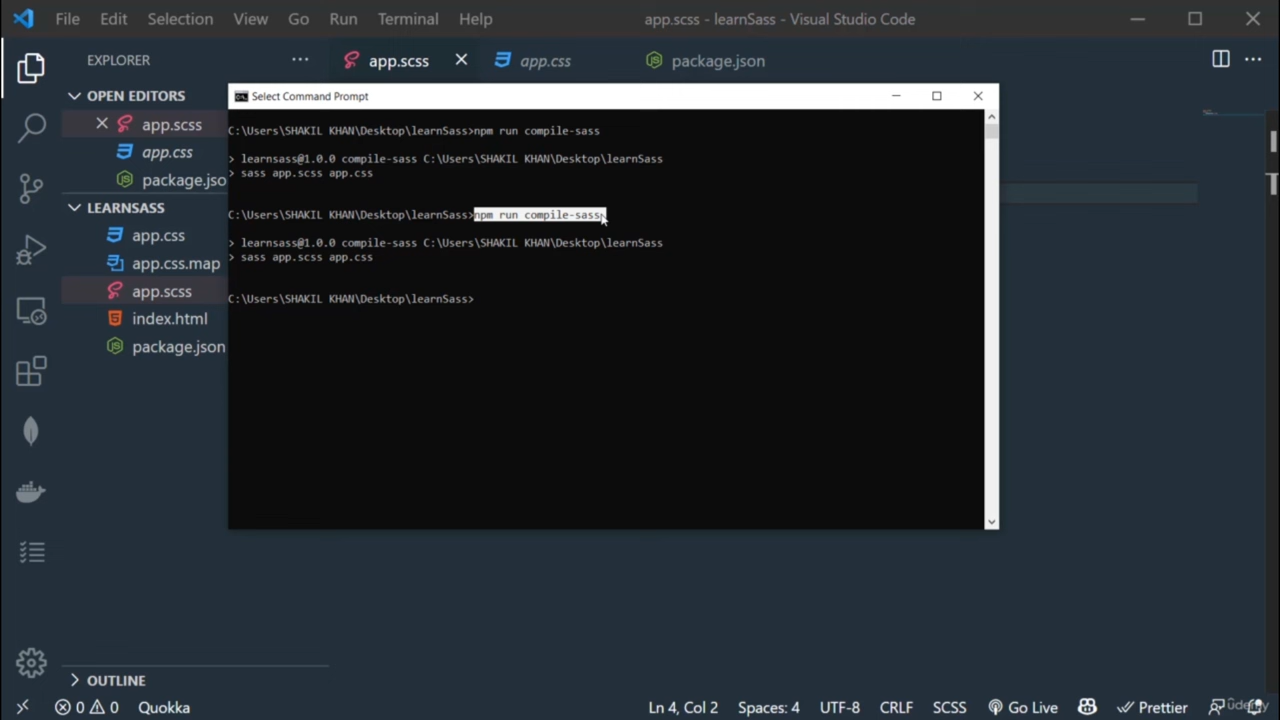 File Edit Selection View Go Run Terminal Help
app.scss - learnSass - Visual Studio Code
EXPLORER
app.scss
app.css
package.json
OPEN EDITORS
app.scss
app.css
package.jso
LEARNSASS
app.css
app.css.map
app.scss
index.html
package.json
OUTLINE
Select Command Prompt
C:\Users\SHAKIL KHAN\Desktop\learnSass>npm run compile-sass
> learnsass@1.0.0 compile-sass C:\Users\SHAKIL KHAN\Desktop\learnSass
> sass app.scss app.css
C:\Users\SHAKIL KHAN\Desktop\learnSass>npm run compile-sass
> learnsass@1.0.0 compile-sass C:\Users\SHAKIL KHAN\Desktop\learnSass
> sass app.scss app.css
C:\Users\SHAKIL KHAN\Desktop\learnSass>
0 0 Quokka
Ln 4, Col 2 Spaces: 4 UTF-8 CRLF SCSS Go Live Prettier
udemy